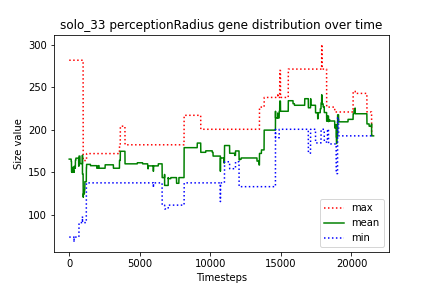 solo_33 perceptionRadius gene distribution over time
Size value
300
250
200
150
100
max
mean
min
0
5000
10000
15000
20000
Timesteps